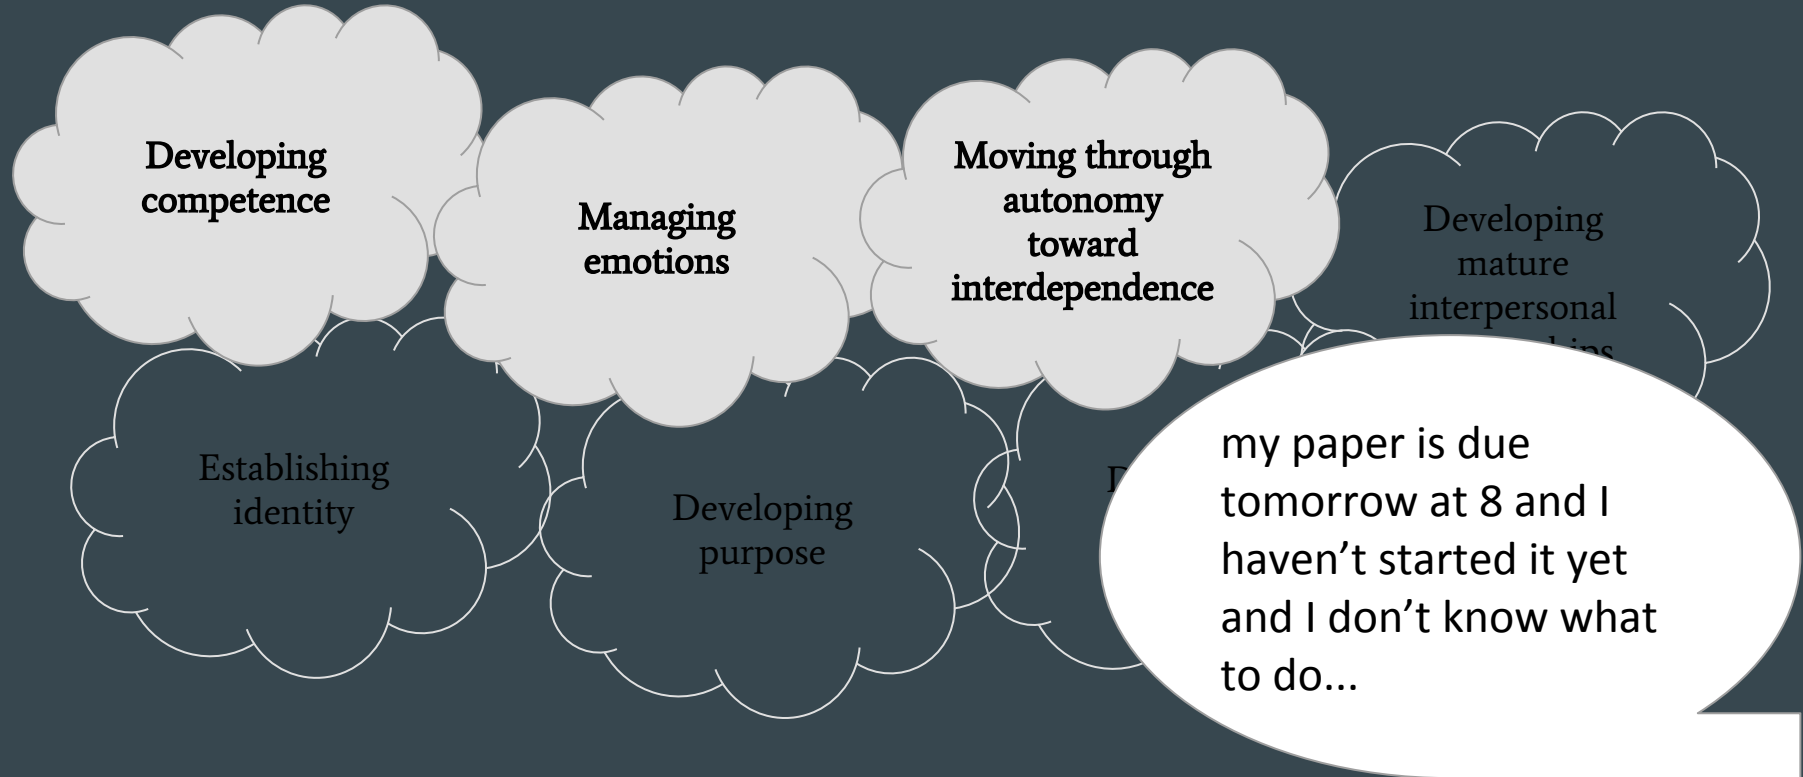 Developing
competence
Managing
emotions
Moving through
autonomy
toward
interdependence
Developing
mature
interpersonal
Establishing
identity
Developing
purpose
my paper is due
tomorrow at 8 and I
haven’t started it yet
and I don’t know what
to do...